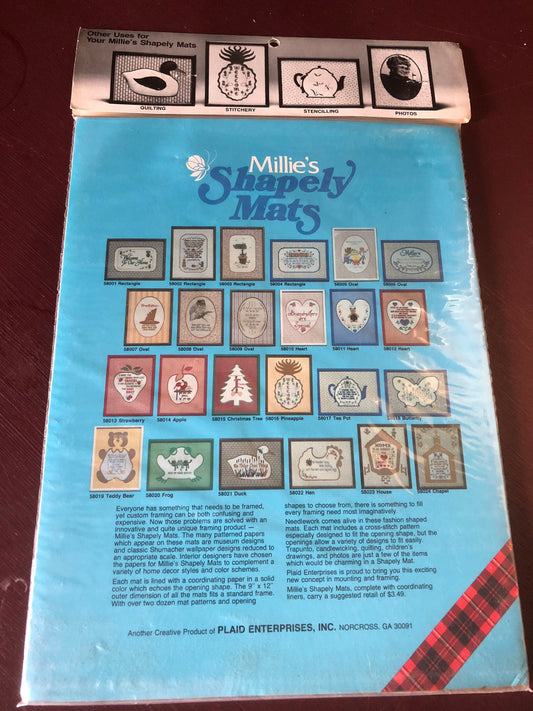 Other Uses for
Your Millie's Shapely Mats
QUILTING
STITCHERY
STENCILLING
PHOTOS
Millie's
Shapely
Mats
58001 Rectangle
58002 Rectangle
58003 Rectangle
58004 Rectangle
58005 Oval
58006 Oval
58007 Oval
58008 Oval
58009 Oval
58010 Heart
58011 Heart
58012 Heart
58013 Strawberry
58014 Apple
58015 Christmas Tree
58016 Pineapple
58017 Tea Pot
58018 Butterfly
58019 Teddy Bear
58020 Frog
58021 Duck
58022 Hen
58023 House
58024 Chapel
Everyone has something that needs to be framed,
yet custom framing can be both confusing and
expensive. Now those problems are solved with an
innovative and quite unique framing product —
Millie's Shapely Mats. The many patterned papers
which appear on these mats are museum designs
and classic Shumacher wallpaper designs reduced to
an appropriate scale. Interior designers have chosen
the papers for Millie's Shapely Mats to complement a
variety of home decor styles and color schemes.
Each mat is lined with a coordinating paper in a solid
color which echoes the opening shape. The 9" x 12"
outer dimension of all the mats fits a standard frame.
With over two dozen mat patterns and opening
shapes to choose from, there is something to fill
every framing need most imaginatively.
Needlework comes alive in these fashion shaped
mats. Each mat includes a cross-stitch pattern
especially designed to fit the opening shape, but the
openings allow a variety of designs to fit easily.
Trapunto, candlewicking, quilting, children's
drawings, and photos are just a few of the items
which would be charming in a Shapely Mat.
Plaid Enterprises is proud to bring you this exciting
new concept in mounting and framing.
Millie's Shapely Mats, complete with coordinating
liners, carry a suggested retail of $3.49.
Another Creative Product of PLAID ENTERPRISES, INC. NORCROSS, GA 30091